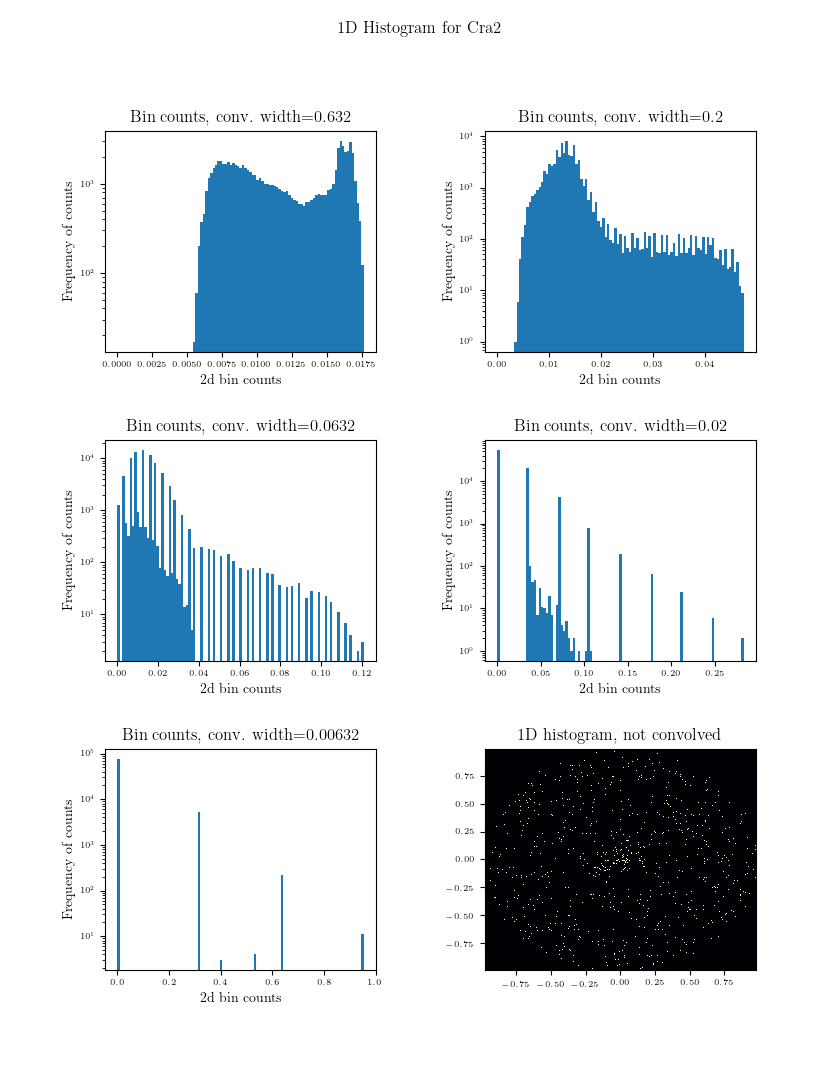 1D Histogram for Cra2
Bin counts, conv. width=0.632
Frequency of counts
10³
10²
0.0000 0.0025 0.0050 0.0075 0.0100 0.0125 0.0150 0.0175
2d bin counts
Bin counts, conv. width=0.2
Frequency of counts
10⁴
10³
10²
10¹
10⁰
0.00 0.01 0.02 0.03 0.04
2d bin counts
Bin counts, conv. width=0.0632
Frequency of counts
10⁴
10³
10²
10¹
0.00 0.02 0.04 0.06 0.08 0.10 0.12
2d bin counts
Bin counts, conv. width=0.02
Frequency of counts
10⁴
10³
10²
10¹
10⁰
0.00 0.05 0.10 0.15 0.20 0.25
2d bin counts
Bin counts, conv. width=0.00632
Frequency of counts
10⁵
10⁴
10³
10²
10¹
0.0 0.2 0.4 0.6 0.8 1.0
2d bin counts
1D histogram, not convolved
0.75
0.50
0.25
0.00
−0.25
−0.50
−0.75
−0.75 −0.50 −0.25 0.00 0.25 0.50 0.75